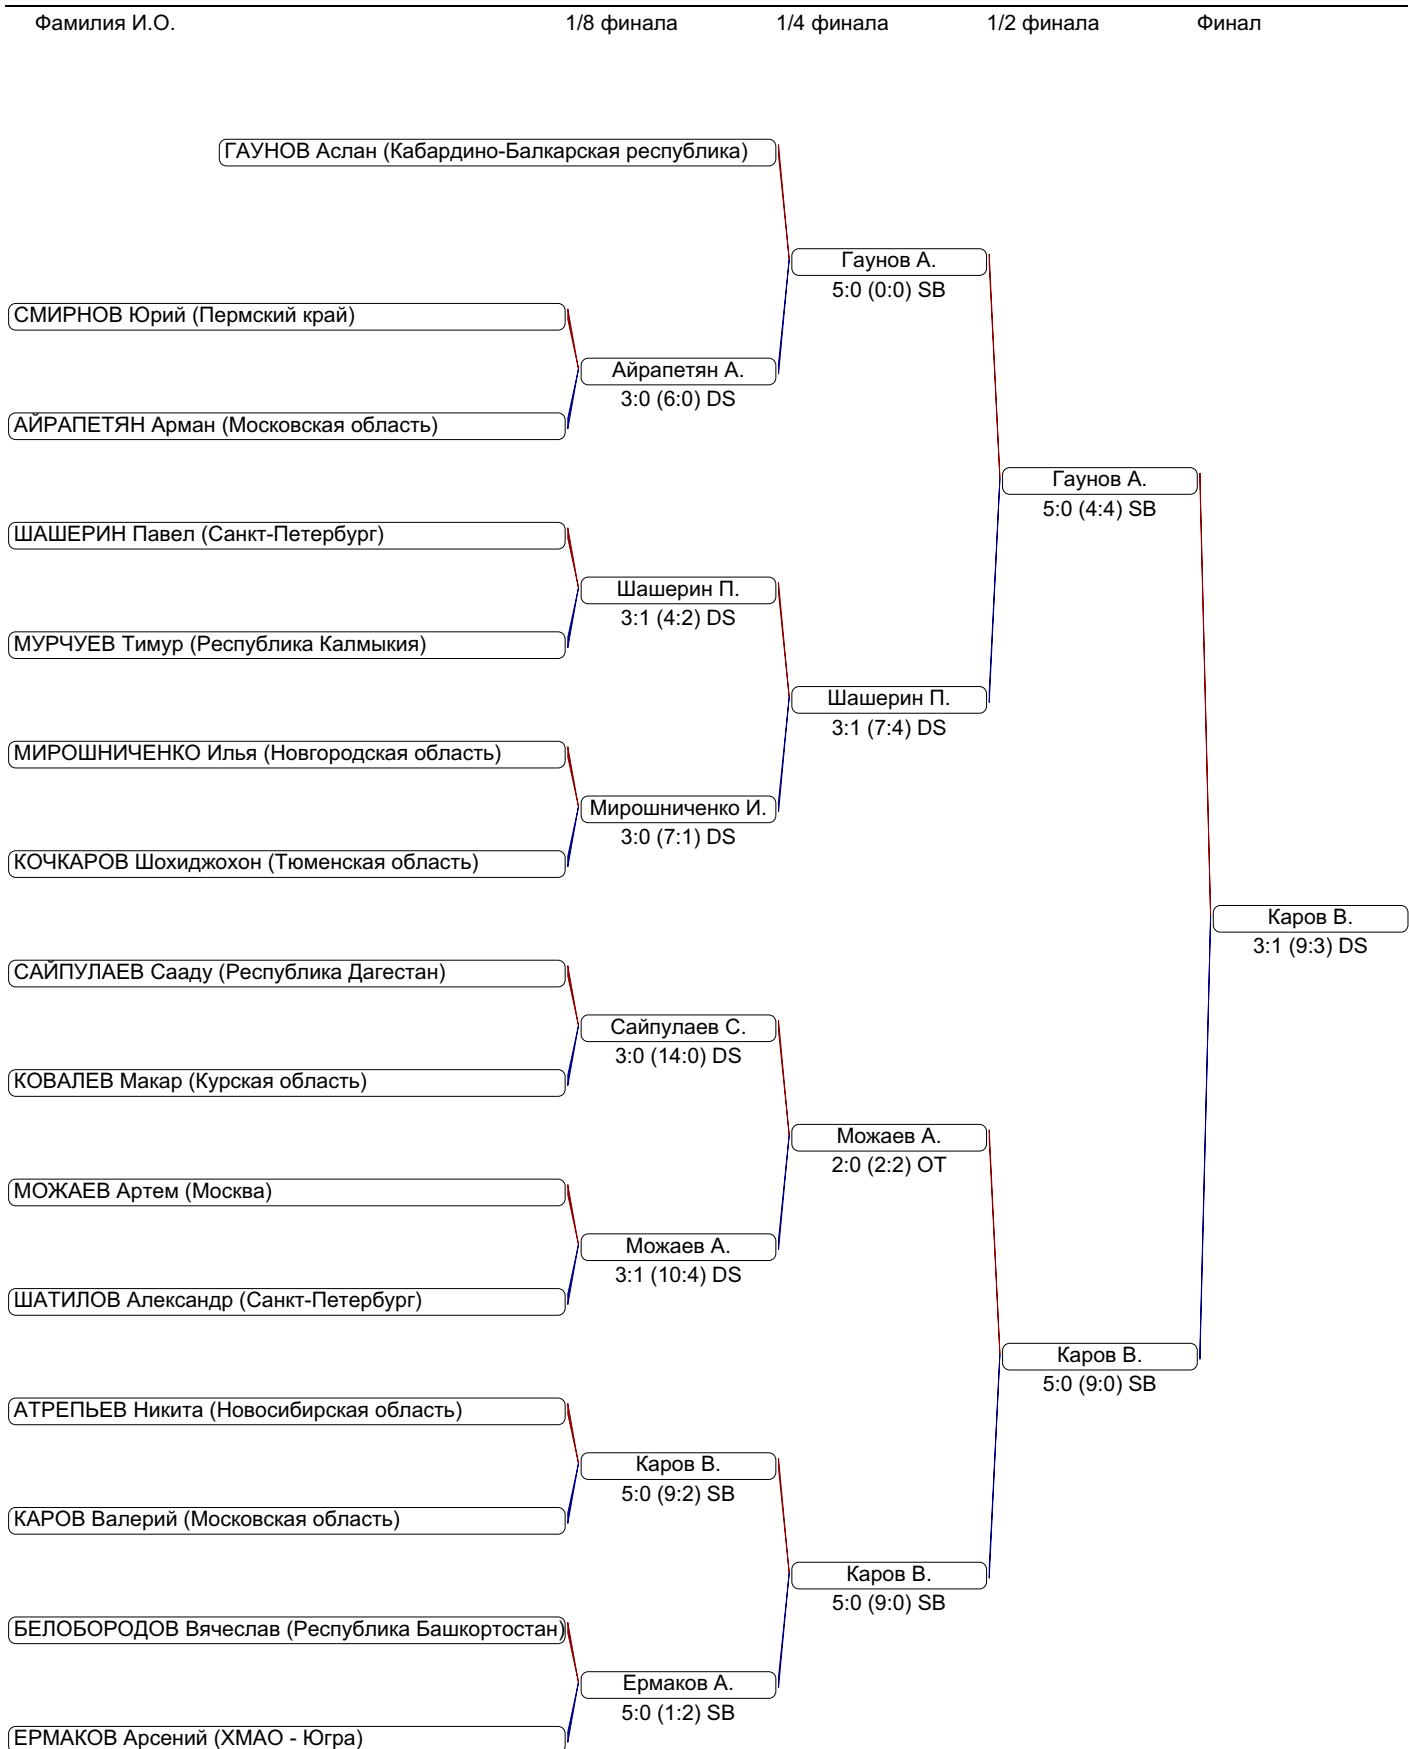 Фамилия И.О. 1/8 финала 1/4 финала 1/2 финала Финал
ГАУНОВ Аслан (Кабардино-Балкарская республика)
Гаунов А.
5:0 (0:0) SB
СМИРНОВ Юрий (Пермский край)
Айрапетян А.
3:0 (6:0) DS
АЙРАПЕТЯН Арман (Московская область)
Гаунов А.
5:0 (4:4) SB
ШАШЕРИН Павел (Санкт-Петербург)
Шашерин П.
3:1 (4:2) DS
МУРЧУЕВ Тимур (Республика Калмыкия)
Шашерин П.
3:1 (7:4) DS
МИРОШНИЧЕНКО Илья (Новгородская область)
Мирошниченко И.
3:0 (7:1) DS
КОЧКАРОВ Шохиджохон (Тюменская область)
Каров В.
3:1 (9:3) DS
САЙПУЛАЕВ Сааду (Республика Дагестан)
Сайпулаев С.
3:0 (14:0) DS
КОВАЛЕВ Макар (Курская область)
Можаев А.
2:0 (2:2) OT
МОЖАЕВ Артем (Москва)
Можаев А.
3:1 (10:4) DS
ШАТИЛОВ Александр (Санкт-Петербург)
Каров В.
5:0 (9:0) SB
АТРЕПЬЕВ Никита (Новосибирская область)
Каров В.
5:0 (9:2) SB
КАРОВ Валерий (Московская область)
Каров В.
5:0 (9:0) SB
БЕЛОБОРОДОВ Вячеслав (Республика Башкортостан)
Ермаков А.
5:0 (1:2) SB
ЕРМАКОВ Арсений (ХМАО - Югра)